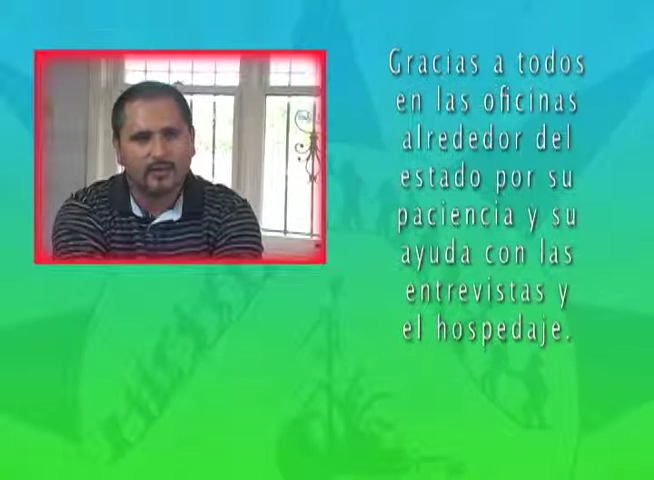 Gracias a todos
en las oficinas
alrededor del
estado por su
paciencia y su
ayuda con las
entrevistas y
el hospedaje.